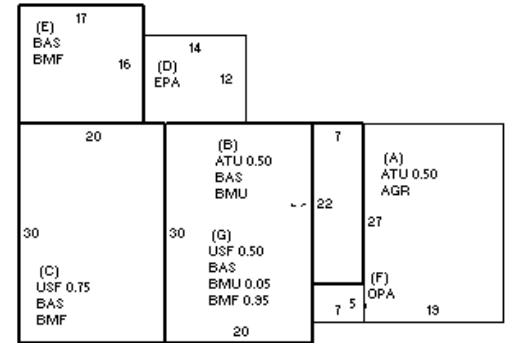 17
(E)
BAS
BMF
16
14
(D)
EPA
12
20
(B)
ATU 0.50
BAS
BMU
7
(A)
ATU 0.50
AGR
22
27
30
30
(G)
USF 0.50
BAS
BMU 0.05
BMF 0.95
(C)
USF 0.75
BAS
BMF
(F)
OPA
7
5
19
20